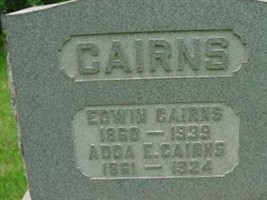 CAIRNS
EDWIN CAIRNS
1860 — 1939
ADDA E. CAIRNS
1861 — 1924